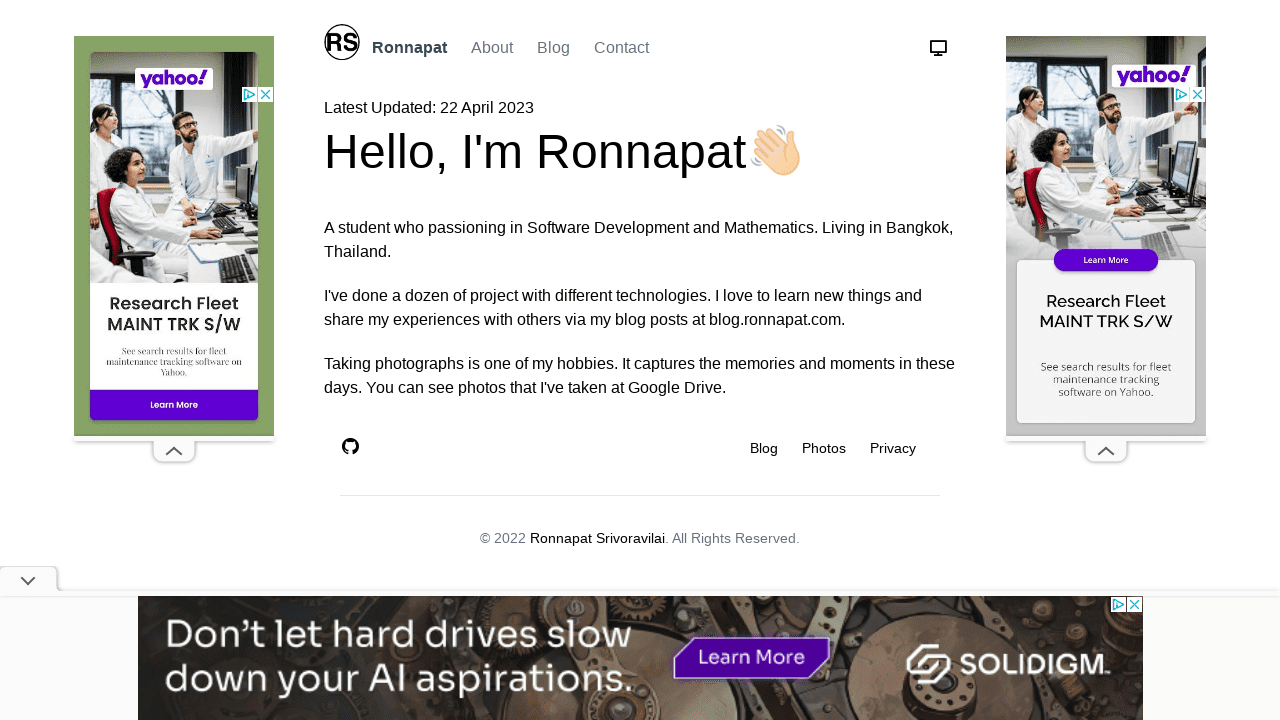 RS Ronnapat About Blog Contact
Latest Updated: 22 April 2023
Hello, I'm Ronnapat👋🏻
A student who passioning in Software Development and Mathematics. Living in Bangkok,
Thailand.
I've done a dozen of project with different technologies. I love to learn new things and
share my experiences with others via my blog posts at blog.ronnapat.com.
Taking photographs is one of my hobbies. It captures the memories and moments in these
days. You can see photos that I've taken at Google Drive.
Blog Photos Privacy
© 2022 Ronnapat Srivoravilai. All Rights Reserved.
yahoo!
Research Fleet
MAINT TRK S/W
See search results for fleet
maintenance tracking software on
Yahoo.
Learn More
yahoo!
Learn More
Research Fleet
MAINT TRK S/W
See search results for fleet
maintenance tracking
software on Yahoo.
Don't let hard drives slow
down your AI aspirations.
Learn More
SOLIDIGM